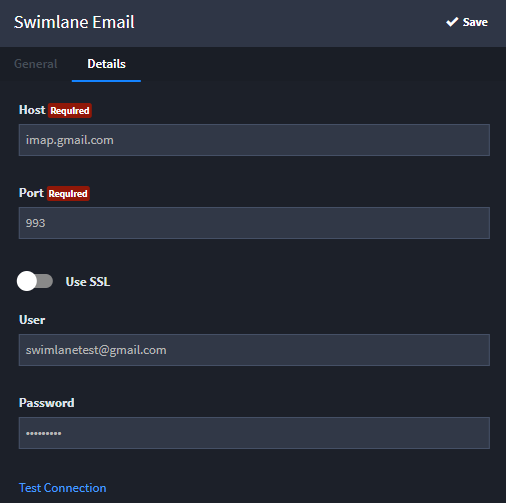 Swimlane Email
Save
General Details
Host Required
imap.gmail.com
Port Required
993
Use SSL
User
swimlanetest@gmail.com
Password
•••••••••
Test Connection